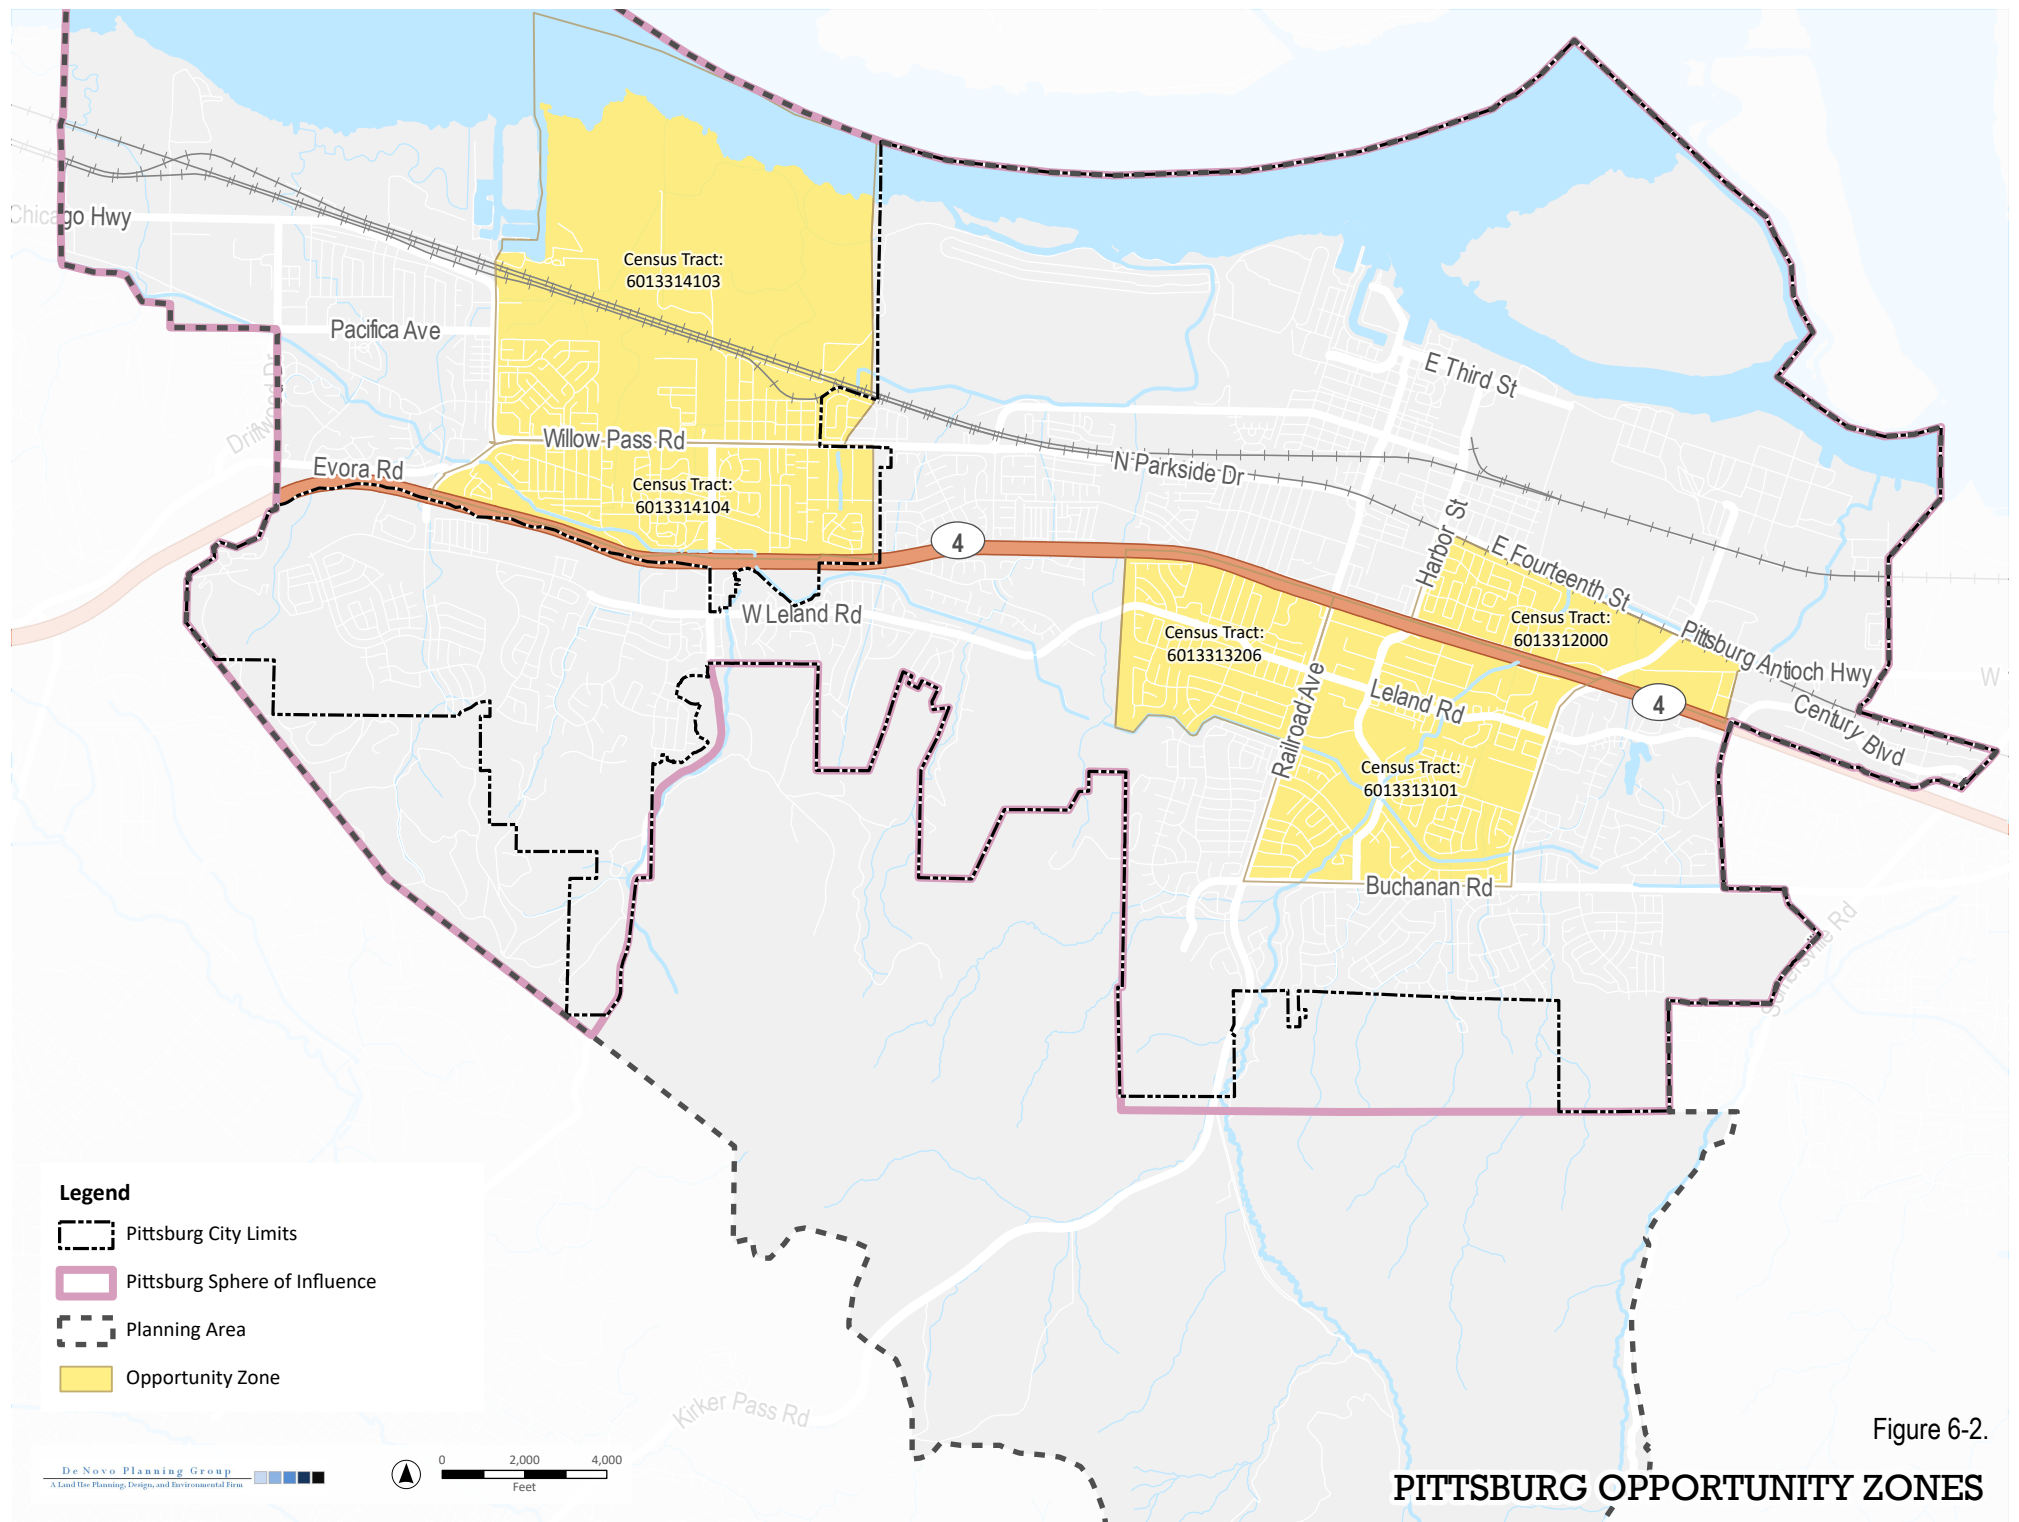 Chicago Hwy
Census Tract:
6013314103
Pacifica Ave
Driftwood Dr
E Third St
Willow Pass Rd
Evora Rd
N Parkside Dr
Census Tract:
6013314104
Harbor St
4
E Fourteenth St
W Leland Rd
Census Tract:
6013312000
Census Tract:
6013313206
Pittsburg Antioch Hwy
W
Railroad Ave
Leland Rd
4
Century Blvd
Census Tract:
6013313101
Buchanan Rd
Somersville Rd
Legend
Pittsburg City Limits
Pittsburg Sphere of Influence
Planning Area
Opportunity Zone
Kirker Pass Rd
De Novo Planning Group
A Land Use Planning, Design, and Environmental Firm
0 2,000 4,000
Feet
Figure 6-2.
PITTSBURG OPPORTUNITY ZONES